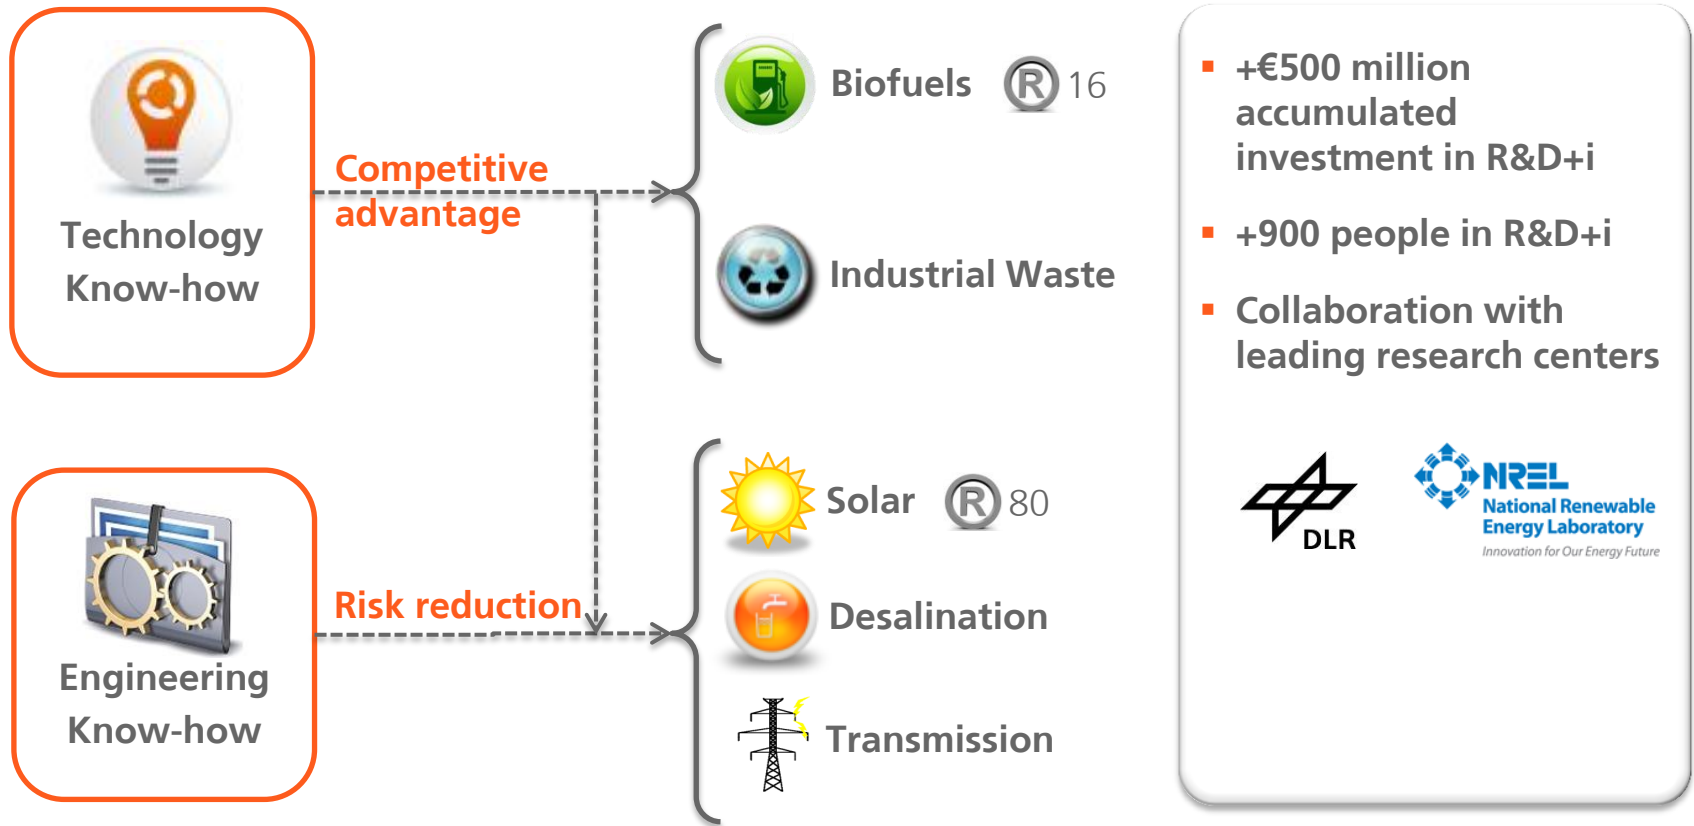 Technology
Know-how
Competitive
advantage
Biofuels ® 16
Industrial Waste
Engineering
Know-how
Risk reduction
Solar ® 80
Desalination
Transmission
▪ +€500 million
accumulated
investment in R&D+i
▪ +900 people in R&D+i
▪ Collaboration with
leading research centers
DLR
NREL
National Renewable
Energy Laboratory
Innovation for Our Energy Future